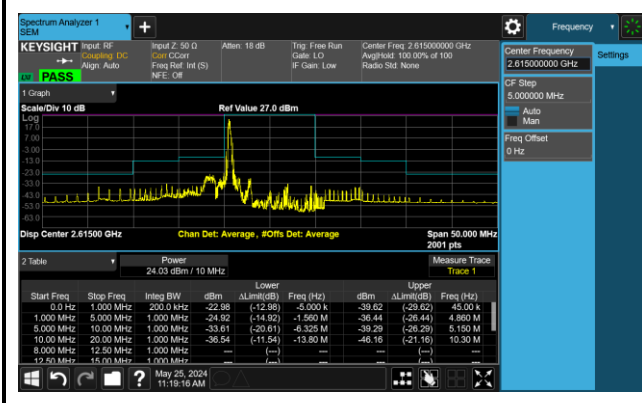 Spectrum Analyzer 1
SEM
Frequency
KEYSIGHT
Input: RF
Coupling: DC
Align: Auto
Input Z: 50 Ω
Corr CCorr
Freq Ref: Int (S)
NFE: Off
Atten: 18 dB
Trig: Free Run
Gate: LO
IF Gain: Low
Center Freq: 2.615000000 GHz
Avg|Hold: 100.00% of 100
Radio Std: None
PASS
Center Frequency
2.615000000 GHz
Settings
CF Step
5.000000 MHz
Auto
Man
Freq Offset
0 Hz
1 Graph
Scale/Div 10 dB
Ref Value 27.0 dBm
Log
17.0
7.00
-3.00
-13.0
-23.0
-33.0
-43.0
-53.0
-63.0
Disp Center 2.61500 GHz
Chan Det: Average, #Offs Det: Average
Span 50.000 MHz
2001 pts
2 Table
Power
24.03 dBm / 10 MHz
Measure Trace
Trace 1
Lower Upper
Start Freq Stop Freq Integ BW dBm ΔLimit(dB) Freq (Hz) dBm ΔLimit(dB) Freq (Hz)
0.0 Hz 1.000 MHz 200.0 kHz -22.98 (-12.98) -5.000 k -39.62 (-29.62) 45.00 k
1.000 MHz 5.000 MHz 1.000 MHz -24.92 (-14.92) -1.560 M -36.44 (-26.44) 4.860 M
5.000 MHz 10.00 MHz 1.000 MHz -33.61 (-20.61) -6.325 M -39.29 (-26.29) 5.150 M
10.00 MHz 20.00 MHz 1.000 MHz -36.54 (-11.54) -13.80 M -46.16 (-21.16) 10.30 M
8.000 MHz 12.50 MHz 1.000 MHz --- (---) --- --- (---) ---
12.50 MHz 15.00 MHz 1.000 MHz --- (---) --- --- (---) ---
May 25, 2024
11:19:16 AM